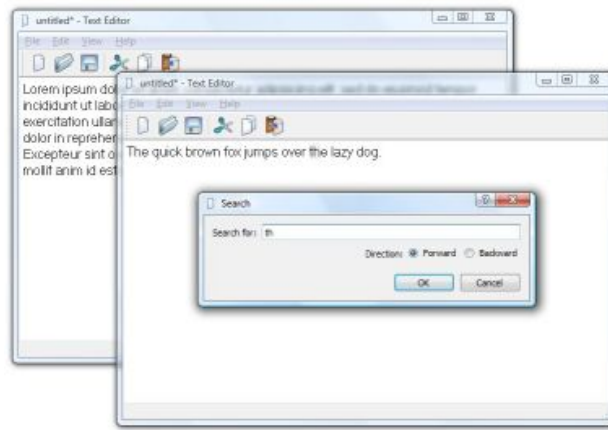 untitled* - Text Editor
File Edit View Help
Lorem ipsum dol
incididunt ut labo
exercitation ullar
dolor in reprehen
Excepteur sint o
mollit anim id est
untitled* - Text Editor
File Edit View Help
The quick brown fox jumps over the lazy dog.
Search
Search for: th
Direction: Forward Backward
OK Cancel